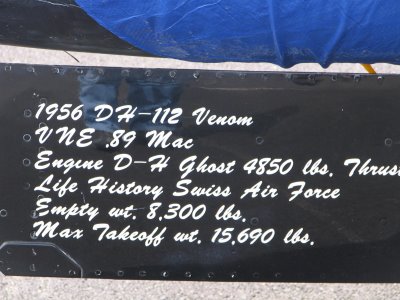 1956 DH-112 Venom
VNE .89 Mac
Engine D-H Ghost 4850 lbs. Thrust
Life History Swiss Air Force
Empty wt. 8,300 lbs.
Max Takeoff wt. 15,690 lbs.